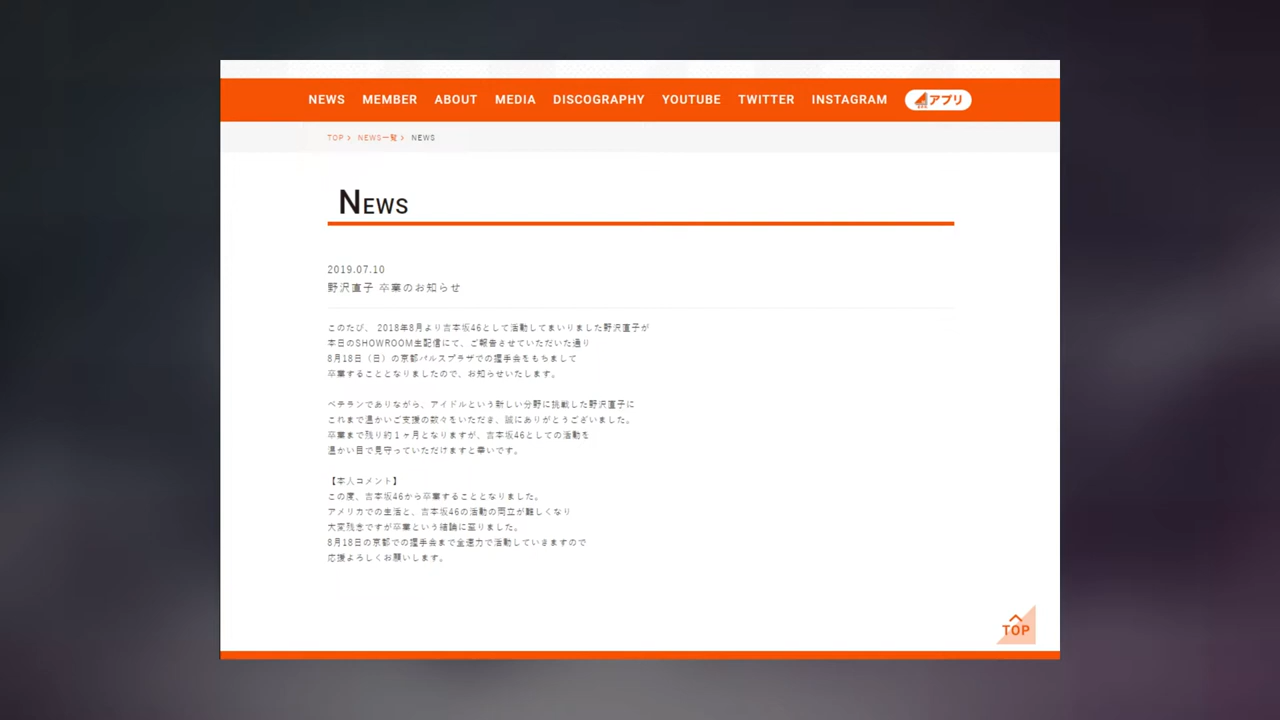 NEWS MEMBER ABOUT MEDIA DISCOGRAPHY YOUTUBE TWITTER INSTAGRAM アプリ
TOP > NEWS一覧 > NEWS
NEWS
2019.07.10
野沢直子 卒業のお知らせ
このたび、 2018年8月より吉本坂46として活動してまいりました野沢直子が
本日のSHOWROOM生配信にて、ご報告させていただいた通り
8月18日（日）の京都パルスプラザでの握手会をもちまして
卒業することとなりましたので、お知らせいたします。
ベテランでありながら、アイドルという新しい分野に挑戦した野沢直子に
これまで温かいご支援の数々をいただき、誠にありがとうございました。
卒業まで残り約１ヶ月となりますが、吉本坂46としての活動を
温かい目で見守っていただけますと幸いです。
【本人コメント】
この度、吉本坂46から卒業することとなりました。
アメリカでの生活と、吉本坂46の活動の両立が難しくなり
大変残念ですが卒業という結論に至りました。
8月18日の京都での握手会まで全速力で活動していきますので
応援よろしくお願いします。
TOP